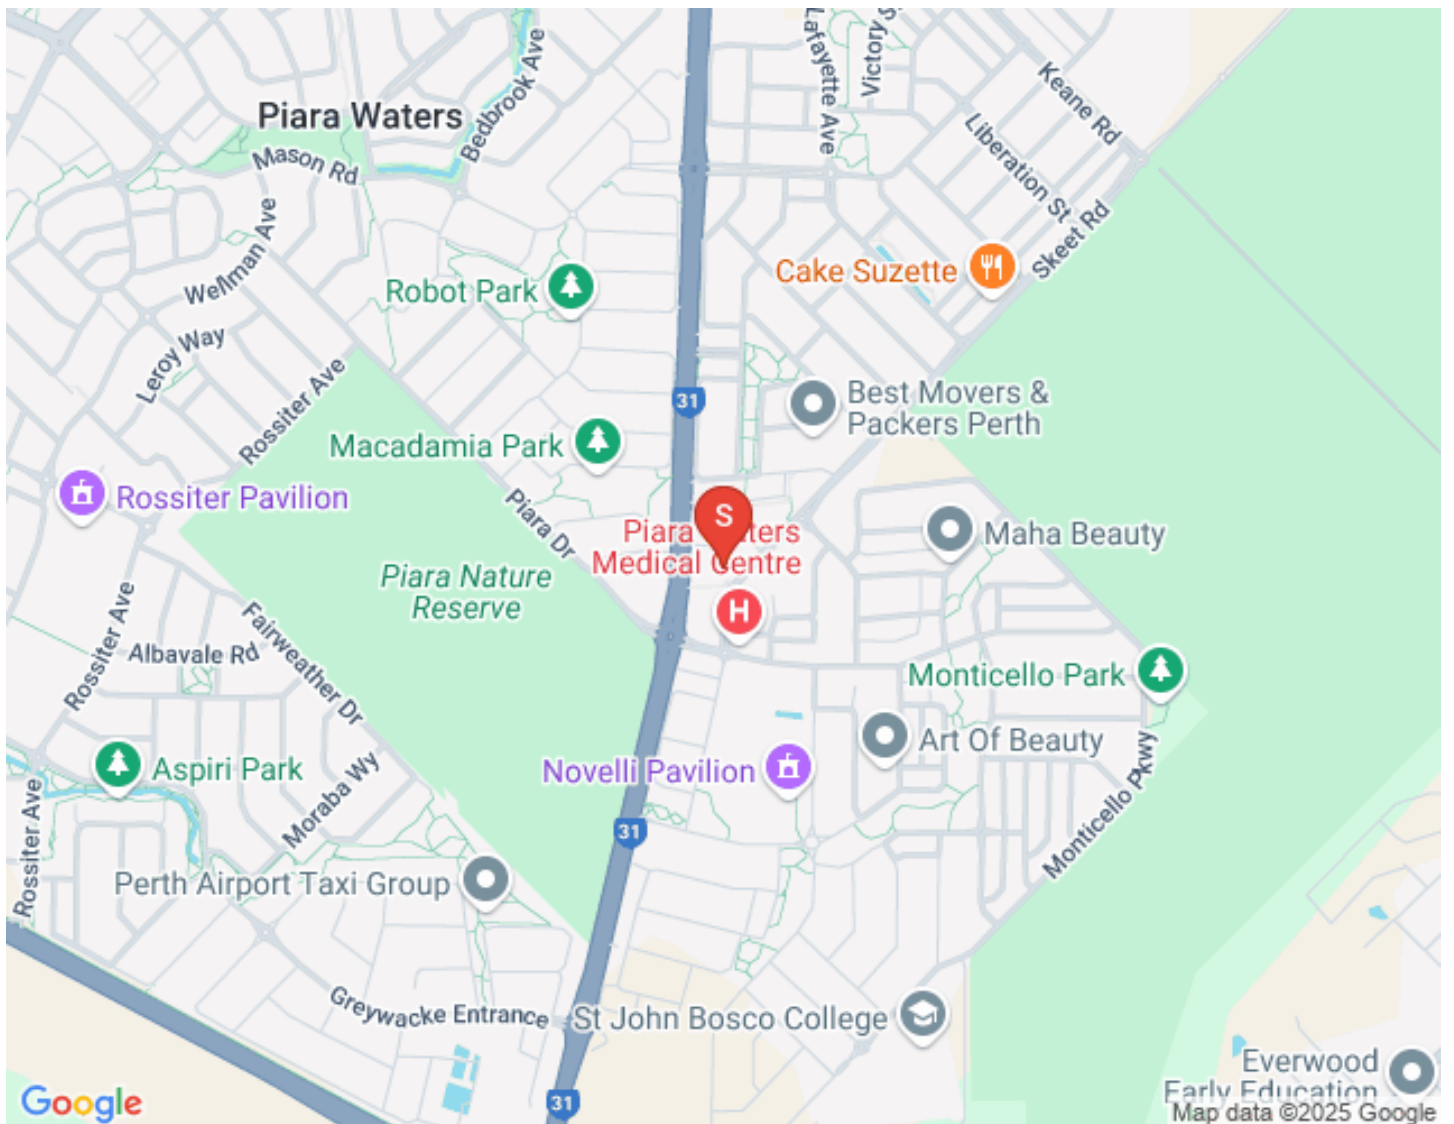 Lafayette Ave
Victory S
Keane Rd
Bedbrook Ave
Piara Waters
Liberation St
Mason Rd
Wellman Ave
Skeet Rd
Cake Suzette
Robot Park
Leroy Way
Rossiter Ave
31
Best Movers &
Packers Perth
Macadamia Park
Rossiter Pavilion
Piara Dr
S
Piara
Medical Centre
Maha Beauty
Piara Nature
Reserve
H
Rossiter Ave
Fairweather Dr
Albavale Rd
Monticello Park
Art Of Beauty
Aspiri Park
Novelli Pavilion
Monticello Pkwy
Moraba Wy
31
Rossiter Ave
Perth Airport Taxi Group
Greywacke Entrance
St John Bosco College
Everwood
Early Education
31
Google
Map data ©2025 Google